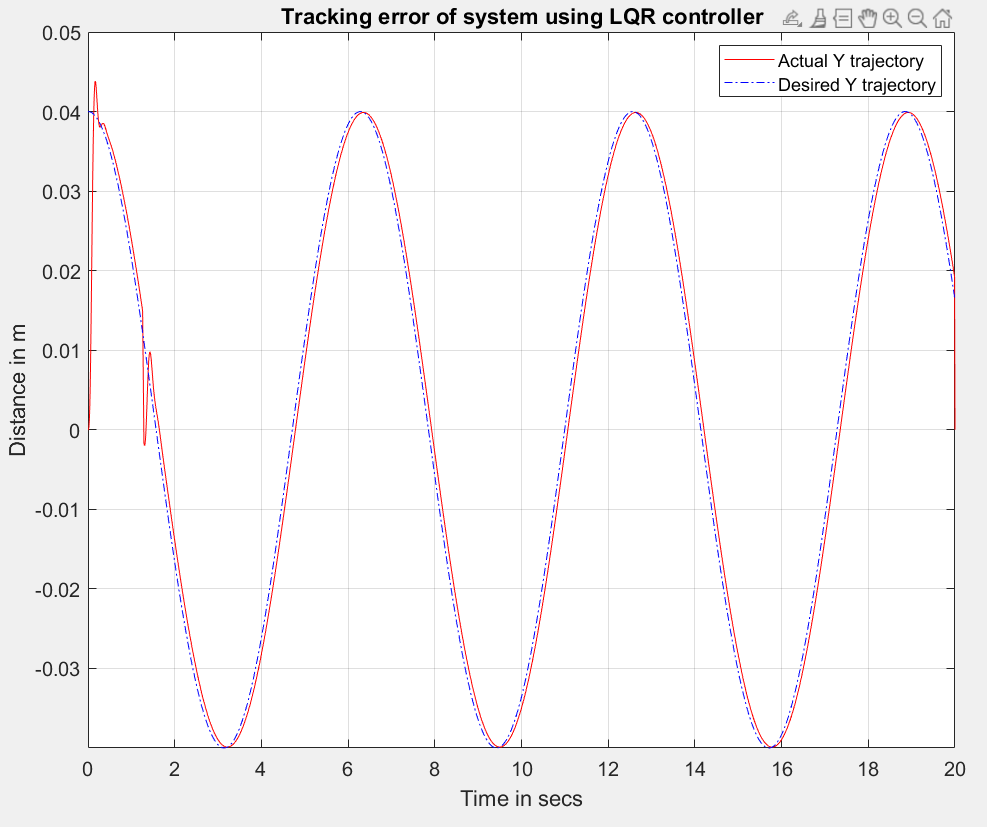 Tracking error of system using LQR controller
Actual Y trajectory
Desired Y trajectory
0.05
0.04
0.03
0.02
0.01
0
-0.01
-0.02
-0.03
Distance in m
0 2 4 6 8 10 12 14 16 18 20
Time in secs